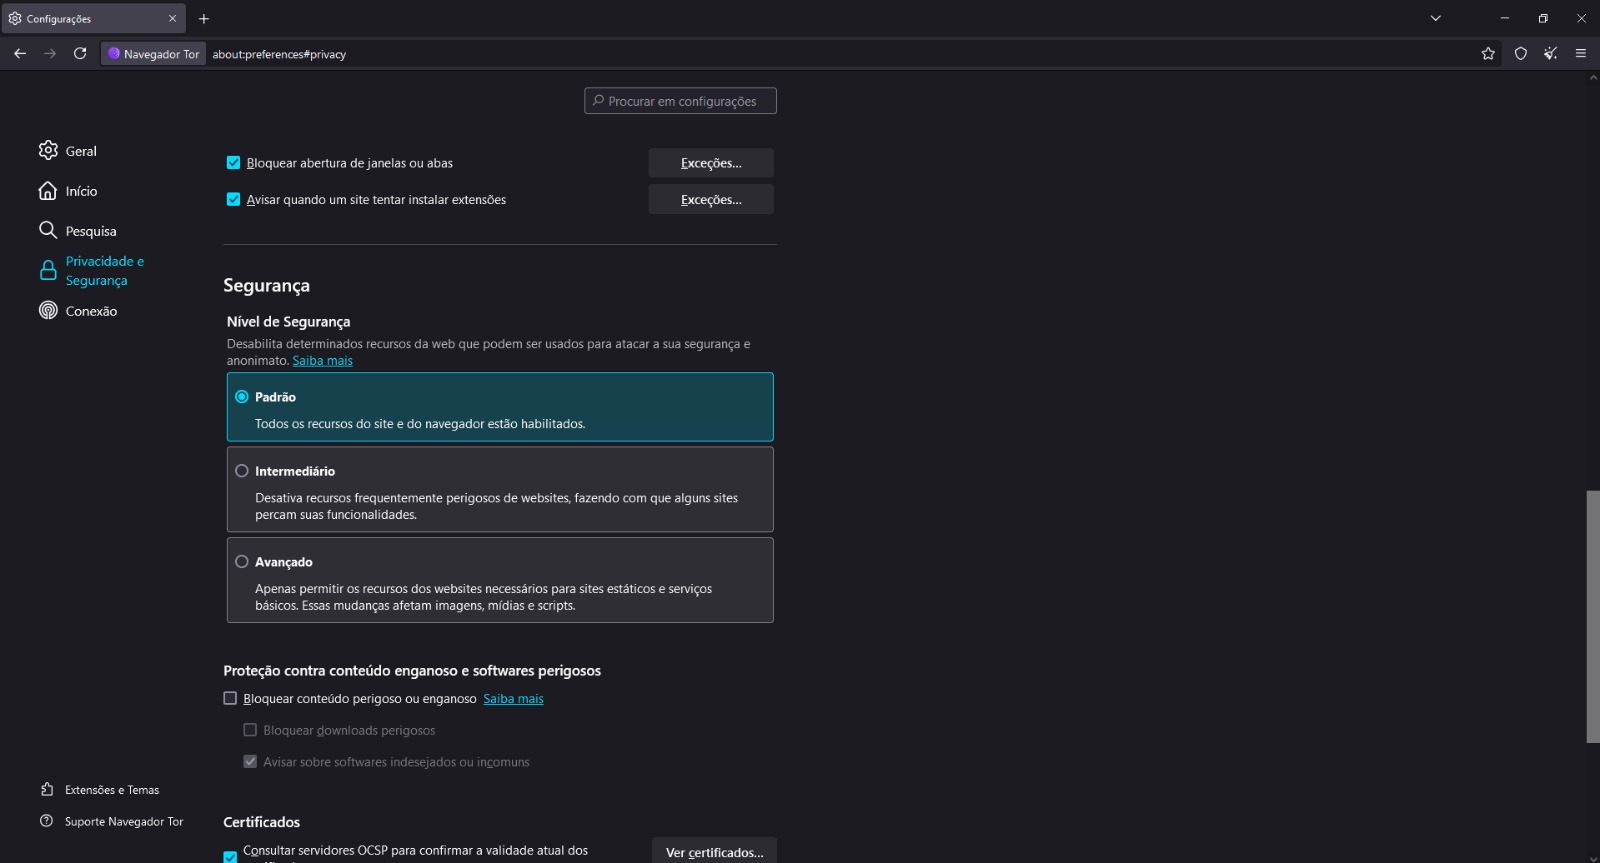 Configurações
Navegador Tor
about:preferences#privacy
Procurar em configurações
Geral
Início
Pesquisa
Privacidade e
Segurança
Conexão
Bloquear abertura de janelas ou abas
Exceções...
Avisar quando um site tentar instalar extensões
Exceções...
Segurança
Nível de Segurança
Desabilita determinados recursos da web que podem ser usados para atacar a sua segurança e
anonimato. Saiba mais
Padrão
Todos os recursos do site e do navegador estão habilitados.
Intermediário
Desativa recursos frequentemente perigosos de websites, fazendo com que alguns sites
percam suas funcionalidades.
Avançado
Apenas permitir os recursos dos websites necessários para sites estáticos e serviços
básicos. Essas mudanças afetam imagens, mídias e scripts.
Proteção contra conteúdo enganoso e softwares perigosos
Bloquear conteúdo perigoso ou enganoso Saiba mais
Bloquear downloads perigosos
Avisar sobre softwares indesejados ou incomuns
Extensões e Temas
Suporte Navegador Tor
Certificados
Consultar servidores OCSP para confirmar a validade atual dos
Ver certificados...